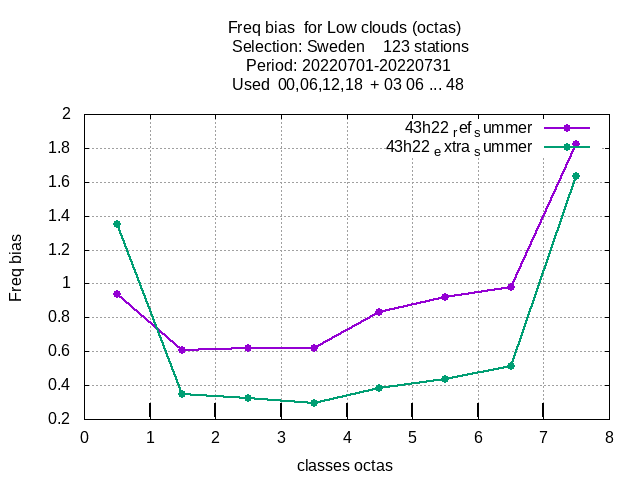 Freq bias  for Low clouds (octas)
Selection: Sweden    123 stations
Period: 20220701-20220731
Used  00,06,12,18  + 03 06 ... 48
2
1.8
1.6
1.4
1.2
1
0.8
0.6
0.4
0.2
43h22 ref summer
43h22 extra summer
Freq bias
0 1 2 3 4 5 6 7 8
classes octas